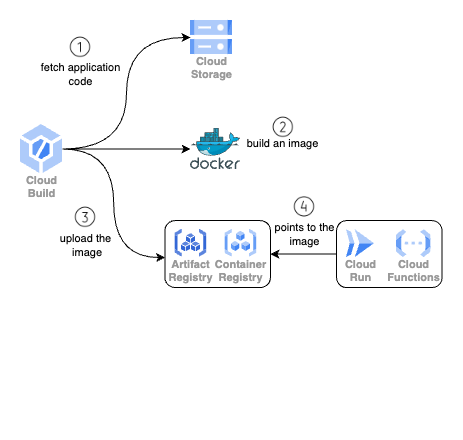 1
fetch application
code
Cloud
Storage
2
build an image
docker
Cloud
Build
3
upload the
image
4
points to the
image
Artifact
Registry
Container
Registry
Cloud
Run
Cloud
Functions